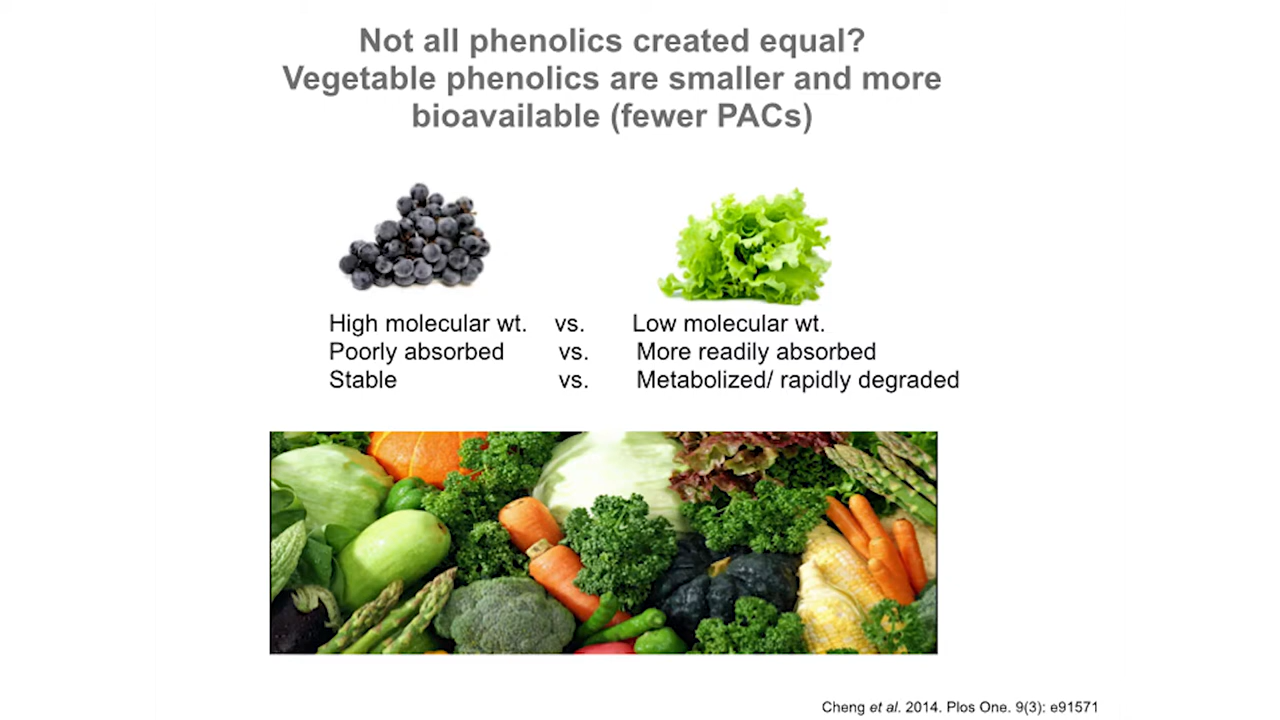 Not all phenolics created equal?
Vegetable phenolics are smaller and more
bioavailable (fewer PACs)
High molecular wt. vs. Low molecular wt.
Poorly absorbed vs. More readily absorbed
Stable vs. Metabolized/ rapidly degraded
Cheng et al. 2014. Plos One. 9(3): e91571